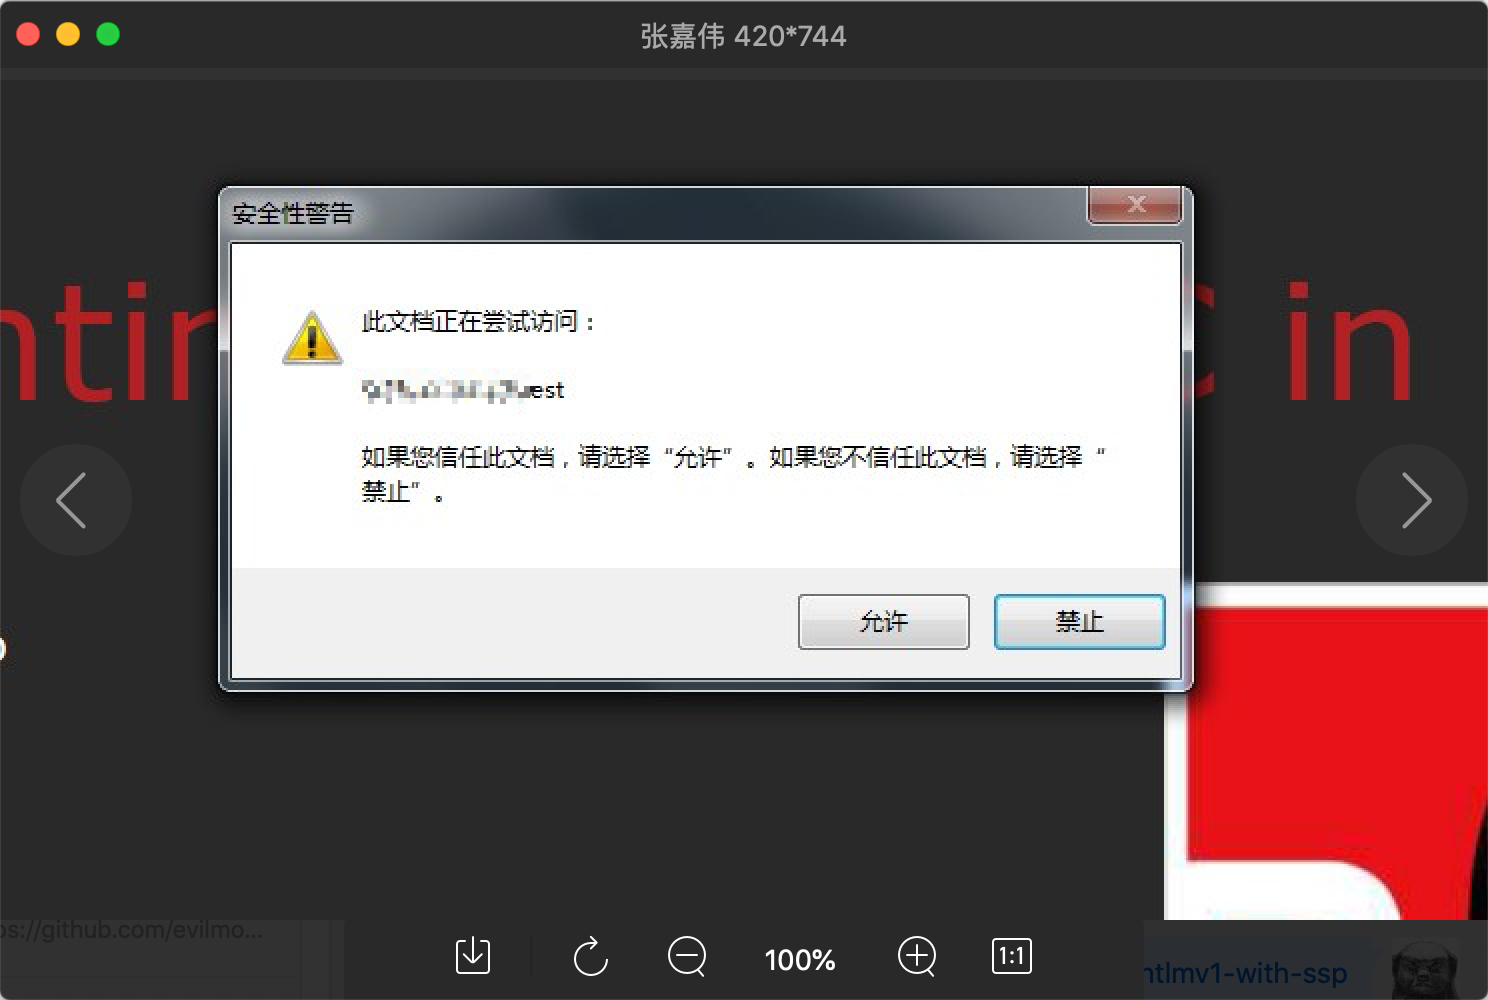 张嘉伟 420*744
安全性警告
in
此文档正在尝试访问：
est
如果您信任此文档，请选择“允许”。如果您不信任此文档，请选择“
禁止”。
允许
禁止
ps://github.com/evilmo...
100%
1:1
ntlmv1-with-ssp